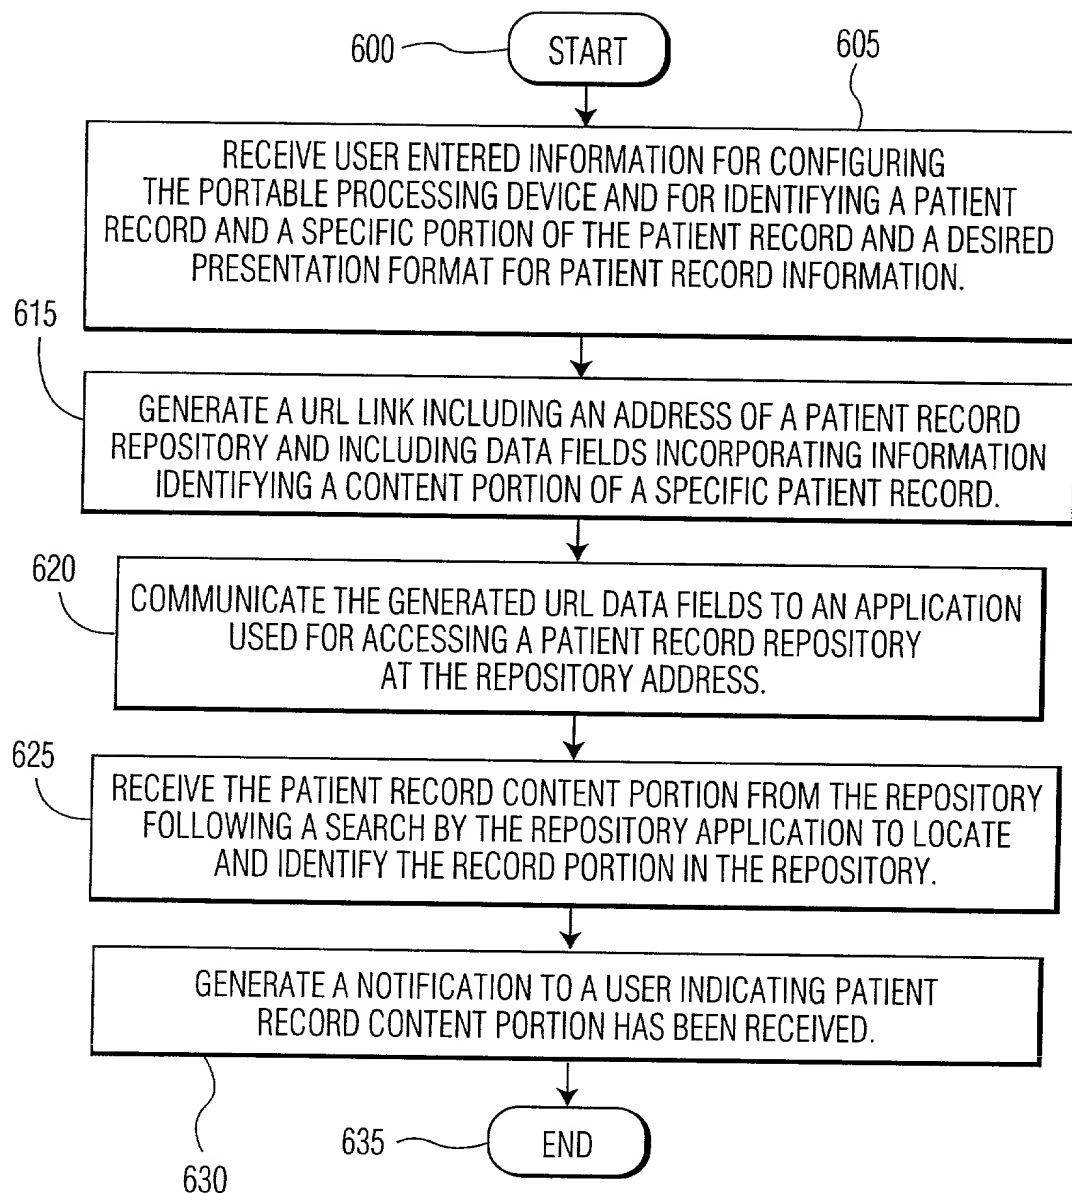 600
START
605
RECEIVE USER ENTERED INFORMATION FOR CONFIGURING
THE PORTABLE PROCESSING DEVICE AND FOR IDENTIFYING A PATIENT
RECORD AND A SPECIFIC PORTION OF THE PATIENT RECORD AND A DESIRED
PRESENTATION FORMAT FOR PATIENT RECORD INFORMATION.
615
GENERATE A URL LINK INCLUDING AN ADDRESS OF A PATIENT RECORD
REPOSITORY AND INCLUDING DATA FIELDS INCORPORATING INFORMATION
IDENTIFYING A CONTENT PORTION OF A SPECIFIC PATIENT RECORD.
620
COMMUNICATE THE GENERATED URL DATA FIELDS TO AN APPLICATION
USED FOR ACCESSING A PATIENT RECORD REPOSITORY
AT THE REPOSITORY ADDRESS.
625
RECEIVE THE PATIENT RECORD CONTENT PORTION FROM THE REPOSITORY
FOLLOWING A SEARCH BY THE REPOSITORY APPLICATION TO LOCATE
AND IDENTIFY THE RECORD PORTION IN THE REPOSITORY.
GENERATE A NOTIFICATION TO A USER INDICATING PATIENT
RECORD CONTENT PORTION HAS BEEN RECEIVED.
635
END
630